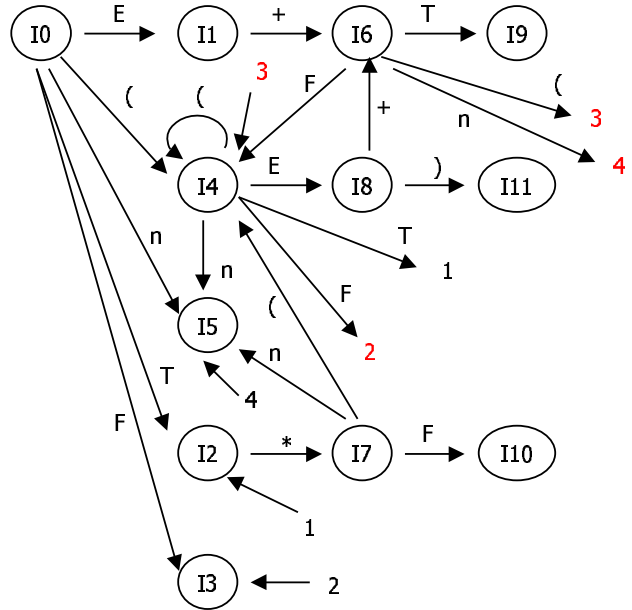 E + T
I0 I1 I6 I9
3 F (
( ( + n 3
4
E )
I4 I8 I11
n T
n ( F 1
I5
n 2
T 4
F * F
I2 I7 I10
1
I3 2